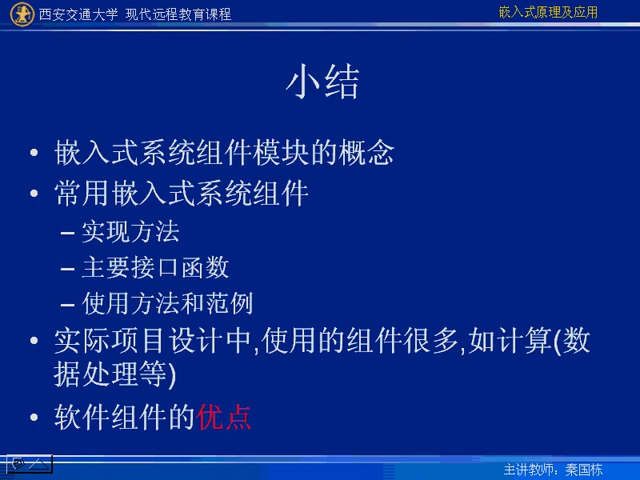 西安交通大学 现代远程教育课程
嵌入式原理及应用
小结
• 嵌入式系统组件模块的概念
• 常用嵌入式系统组件
– 实现方法
– 主要接口函数
– 使用方法和范例
• 实际项目设计中,使用的组件很多,如计算(数
据处理等)
• 软件组件的优点
主讲教师：秦国栋